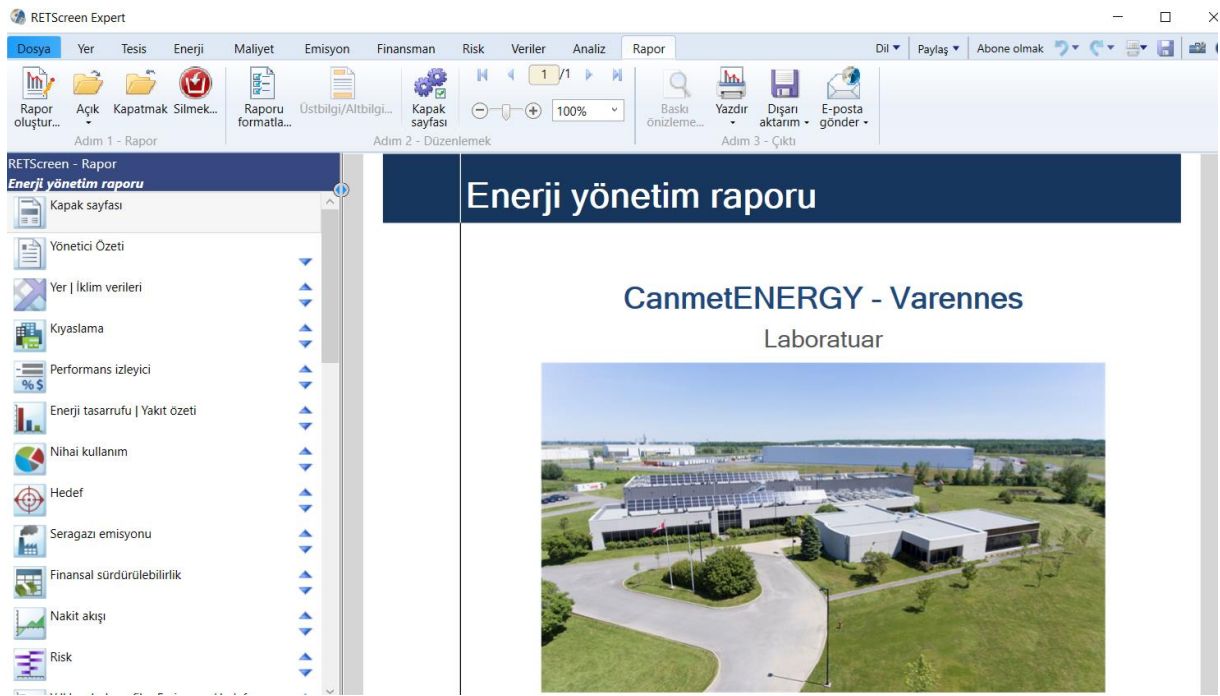 RETScreen Expert
Dosya Yer Tesis Enerji Maliyet Emisyon Finansman Risk Veriler Analiz Rapor Dil Paylaş Abone olmak
1 /1
100%
Rapor oluştur...
Açık
Kapatmak
Silmek...
Raporu formatla...
Üstbilgi/Altbilgi...
Kapak sayfası
Baskı önizleme...
Yazdır
Dışarı aktarım
E-posta gönder
Adım 1 - Rapor
Adım 2 - Düzenlemek
Adım 3 - Çıktı
RETScreen - Rapor
Enerji yönetim raporu
Kapak sayfası
Yönetici Özeti
Yer | İklim verileri
Kıyaslama
Performans izleyici
% $
Enerji tasarrufu | Yakıt özeti
Nihai kullanım
Hedef
Seragazı emisyonu
Finansal sürdürülebilirlik
Nakit akışı
Risk
Enerji yönetim raporu
CanmetENERGY - Varennes
Laboratuar